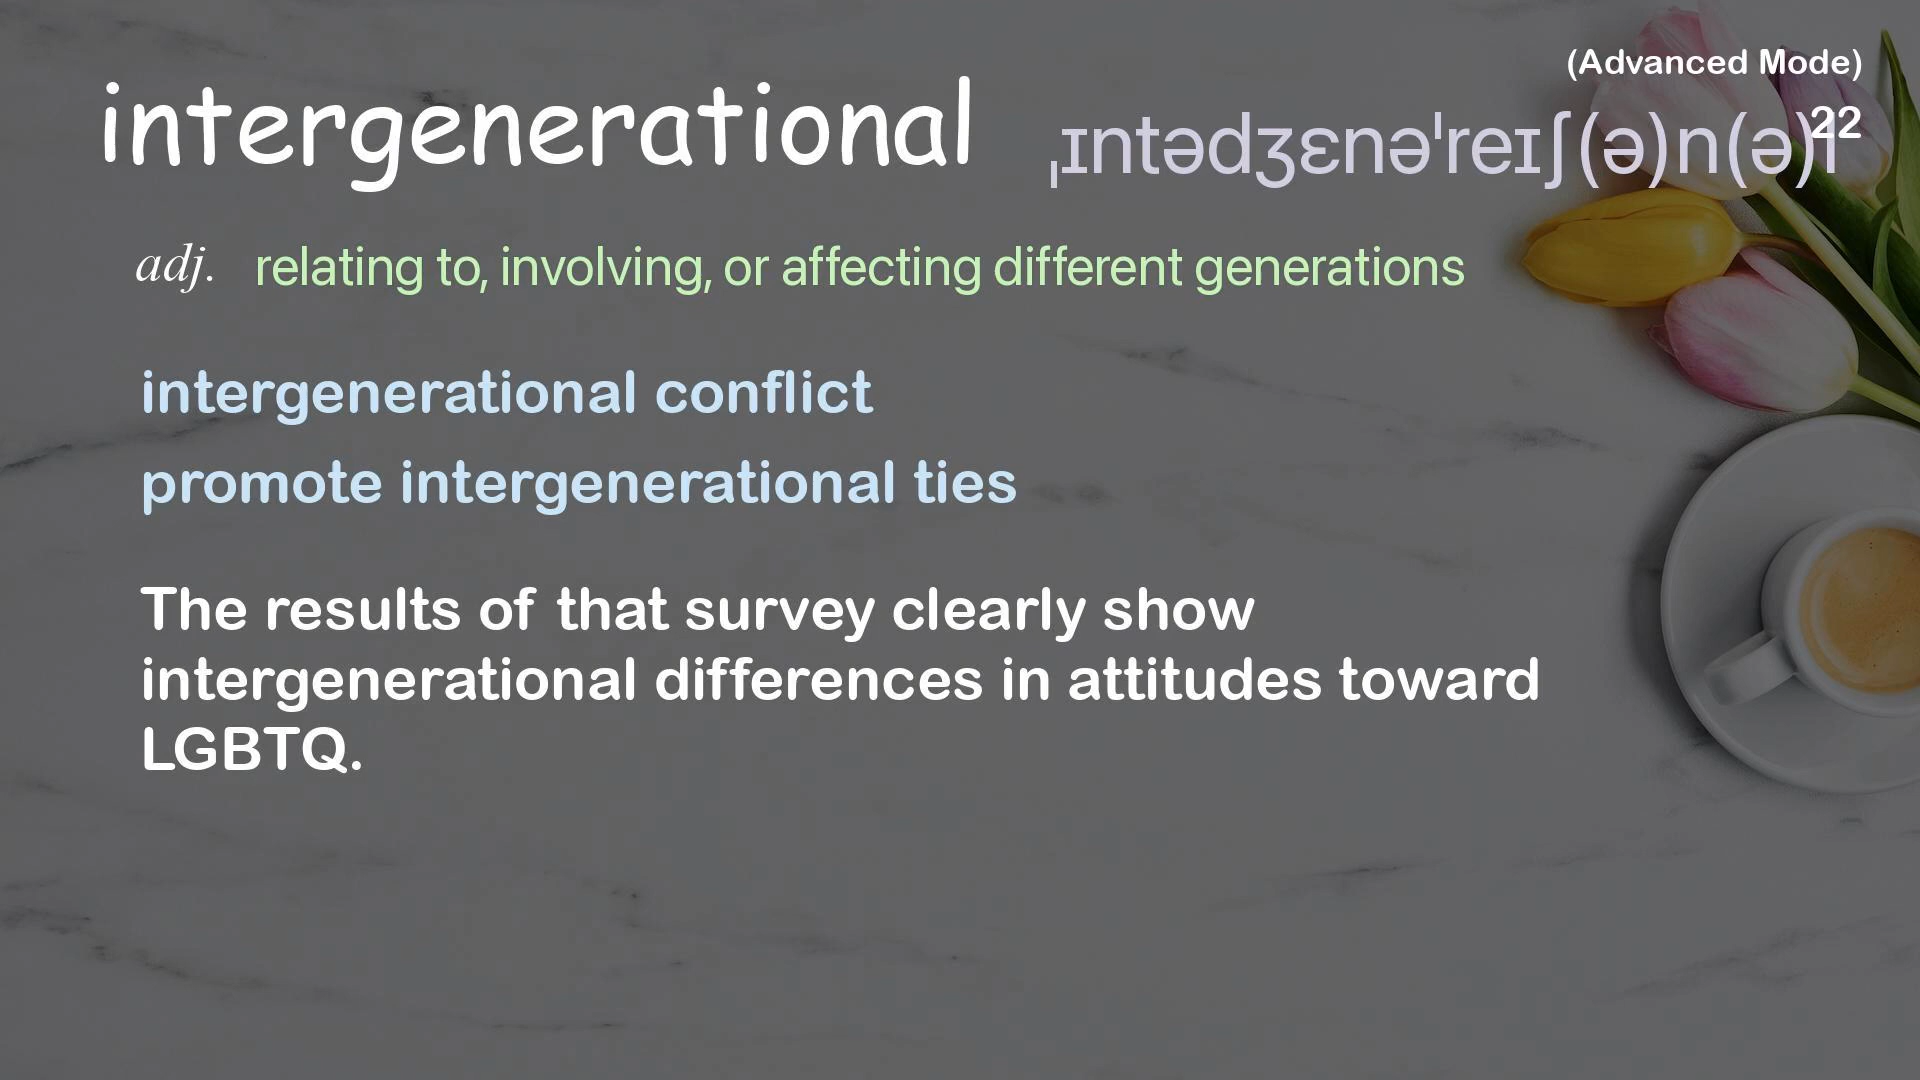 (Advanced Mode)
intergenerational ˌɪntədʒɛnəˈreɪʃ(ə)n(ə)l
22
adj. relating to, involving, or affecting different generations
intergenerational conflict
promote intergenerational ties
The results of that survey clearly show
intergenerational differences in attitudes toward
LGBTQ.